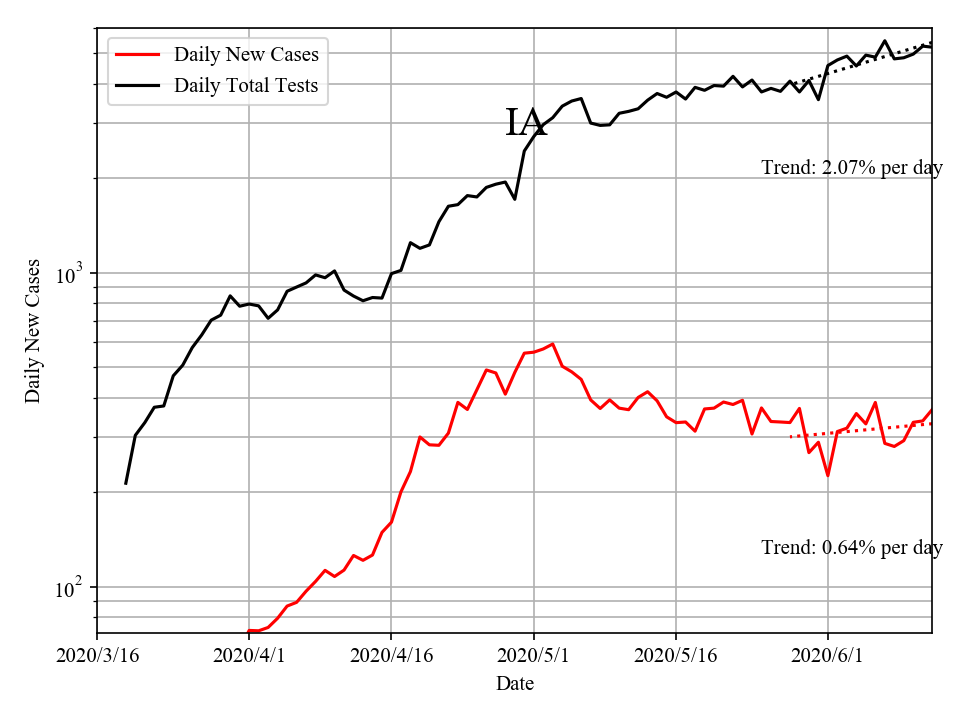 Daily New Cases
Daily Total Tests
IA
Trend: 2.07% per day
Trend: 0.64% per day
Daily New Cases
10³
10²
2020/3/16 2020/4/1 2020/4/16 2020/5/1 2020/5/16 2020/6/1
Date